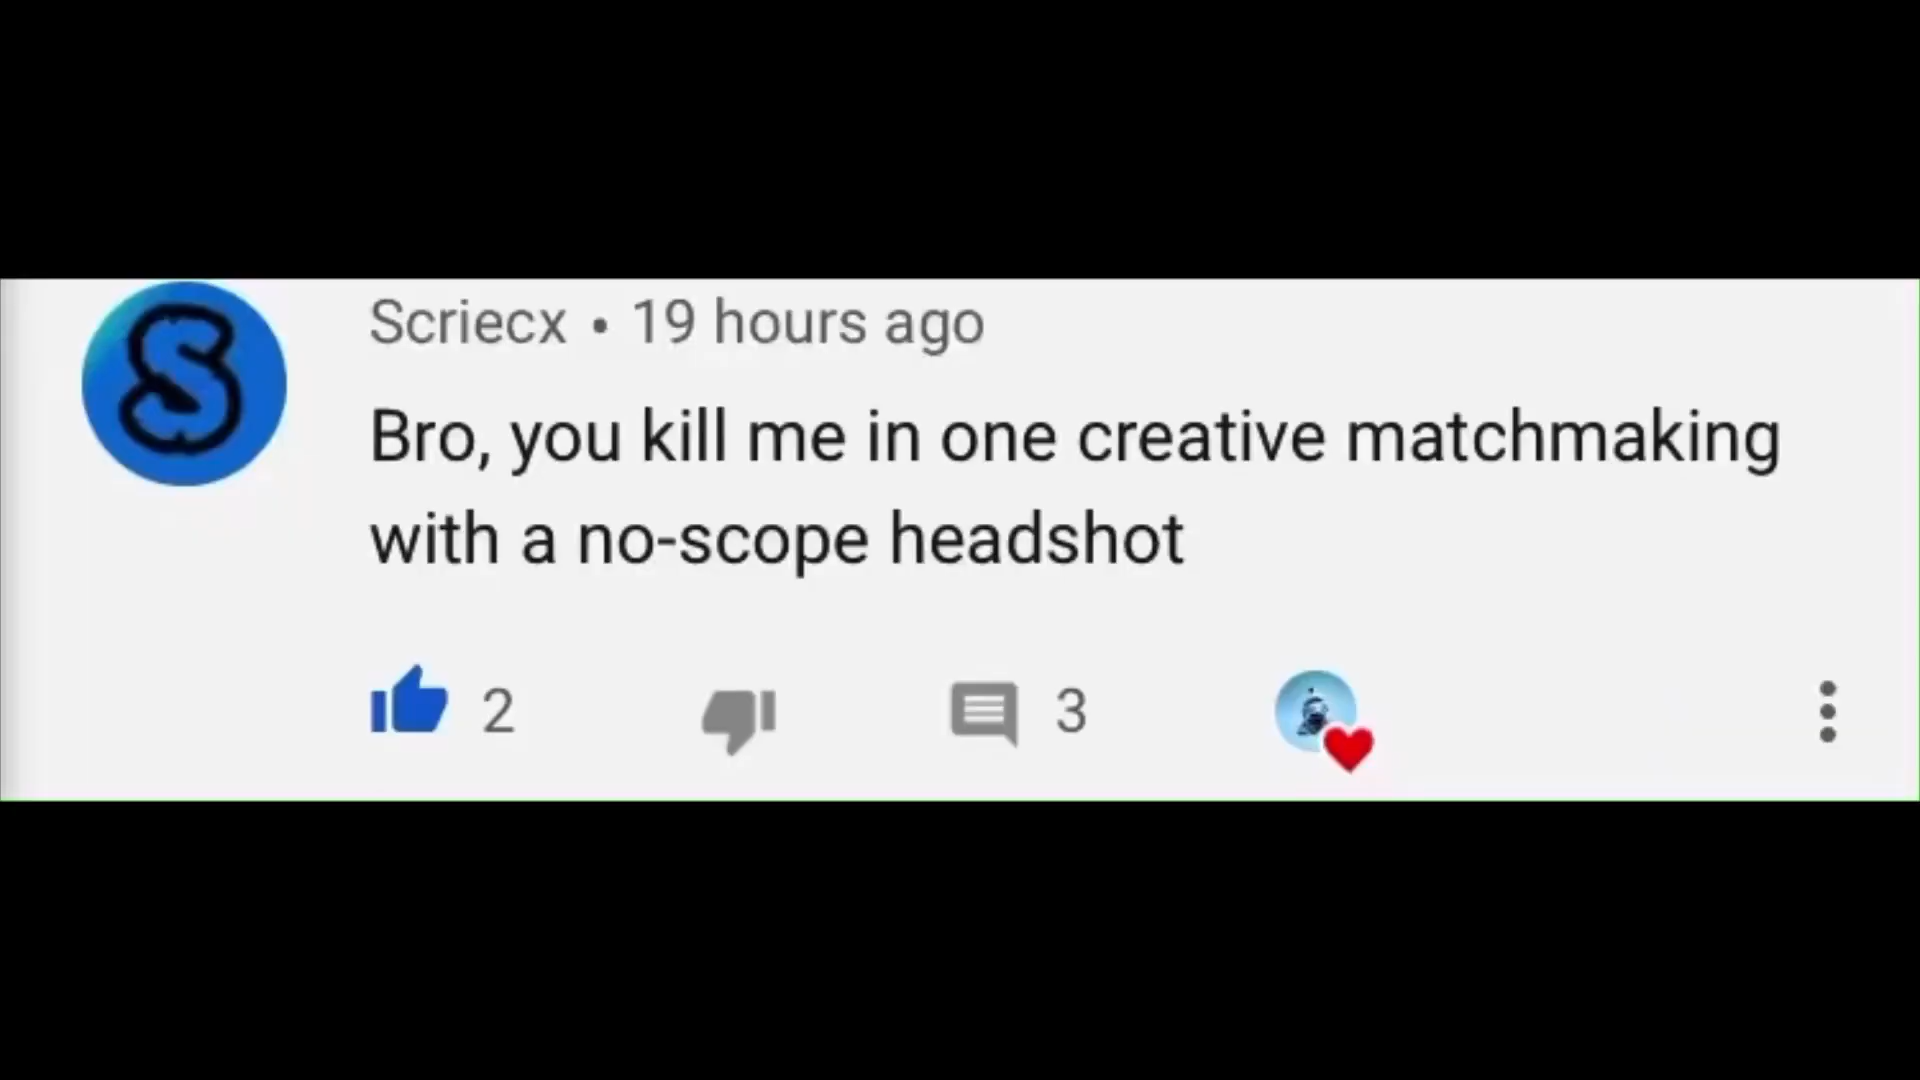 S
Scriecx • 19 hours ago
Bro, you kill me in one creative matchmaking
with a no-scope headshot
2 3